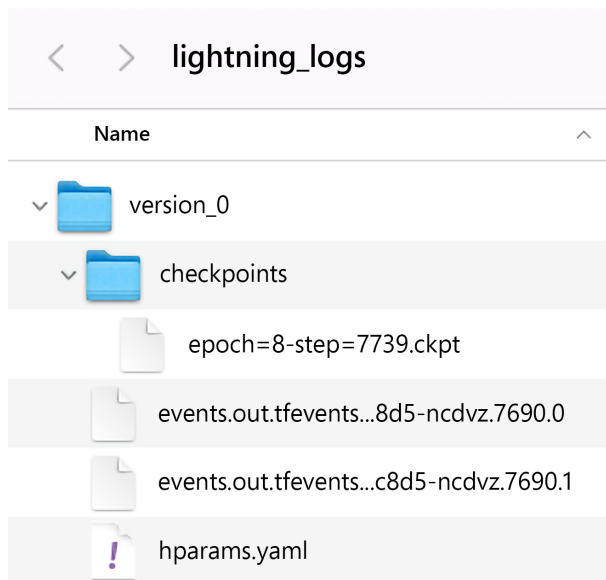 lightning_logs
Name
version_0
checkpoints
epoch=8-step=7739.ckpt
events.out.tfevents...8d5-ncdvz.7690.0
events.out.tfevents...c8d5-ncdvz.7690.1
hparams.yaml